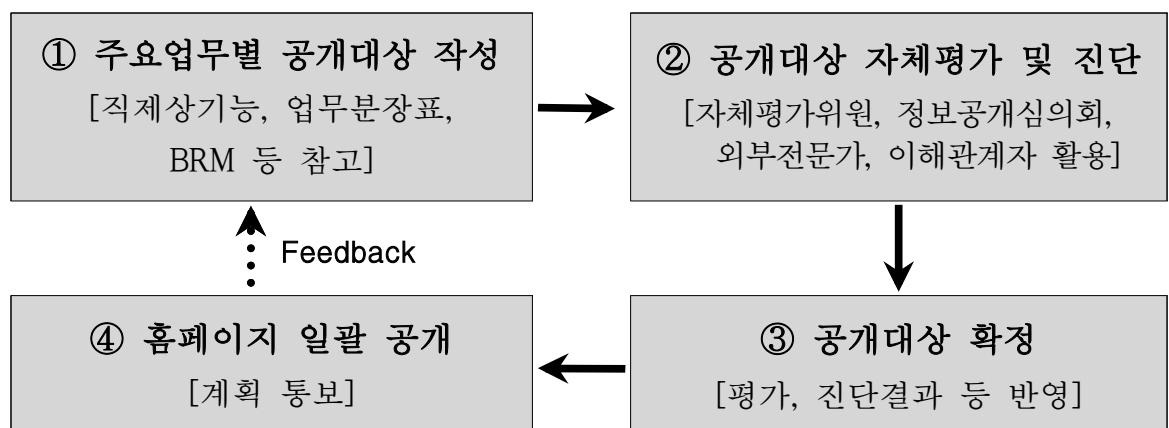 ① 주요업무별 공개대상 작성
[직제상기능, 업무분장표,
BRM 등 참고]
② 공개대상 자체평가 및 진단
[자체평가위원, 정보공개심의회,
외부전문가, 이해관계자 활용]
Feedback
④ 홈페이지 일괄 공개
[계획 통보]
③ 공개대상 확정
[평가, 진단결과 등 반영]